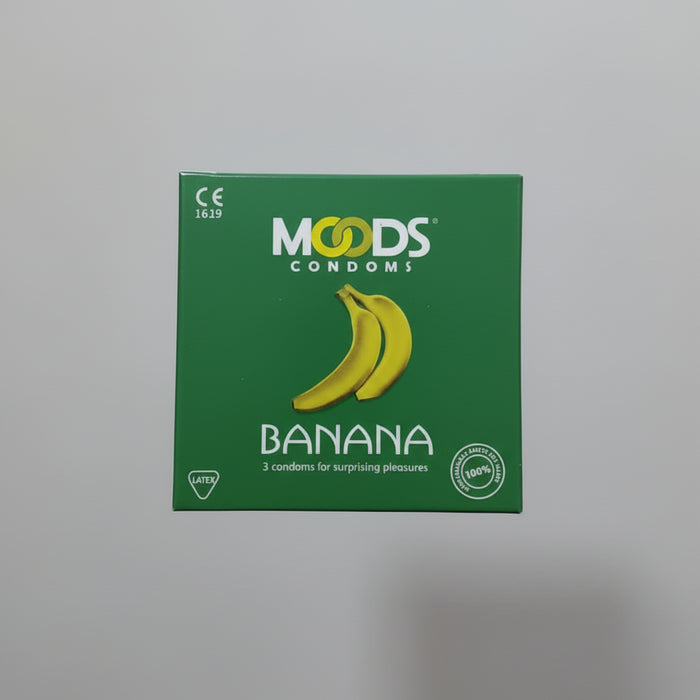 CE
1619
MOODS®
CONDOMS
BANANA
3 condoms for surprising pleasures
LATEX
100%